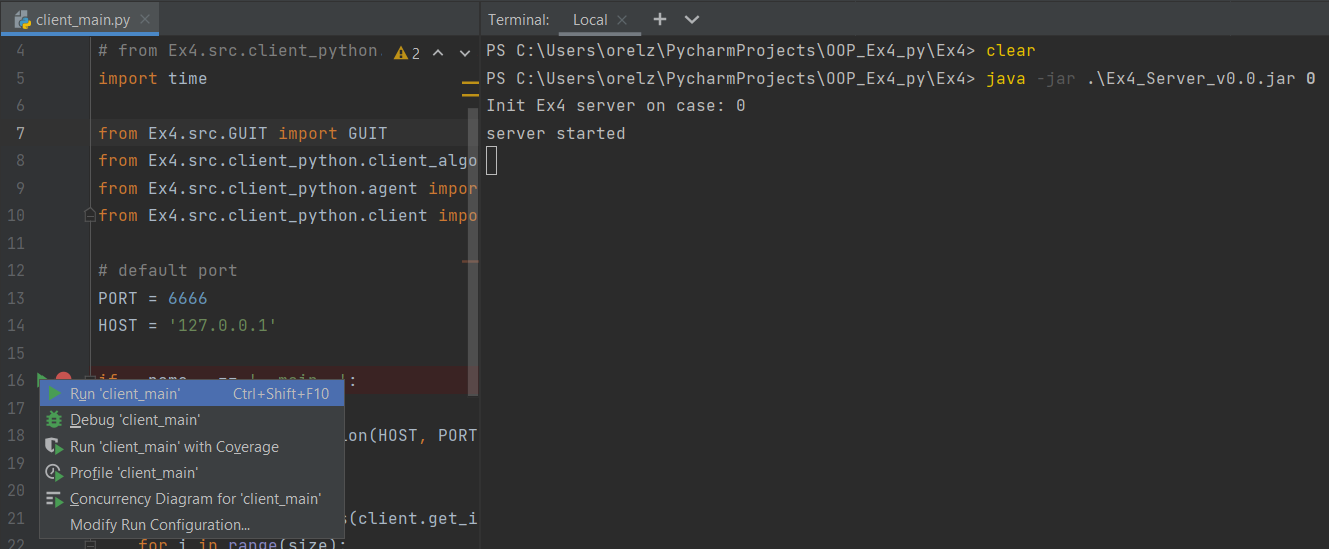 client_main.py
4 # from Ex4.src.client_python. 2
5 import time
6
7 from Ex4.src.GUIT import GUIT
8 from Ex4.src.client_python.client_algo
9 from Ex4.src.client_python.agent impor
10 from Ex4.src.client_python.client impo
11
12 # default port
13 PORT = 6666
14 HOST = '127.0.0.1'
15
16
Run 'client_main' Ctrl+Shift+F10
17
Debug 'client_main'
18 ion(HOST, PORT
Run 'client_main' with Coverage
19
Profile 'client_main'
20
Concurrency Diagram for 'client_main'
21 s(client.get_i
Modify Run Configuration...
22 for i in range(size):
Terminal: Local
PS C:\Users\orelz\PycharmProjects\OOP_Ex4_py\Ex4> clear
PS C:\Users\orelz\PycharmProjects\OOP_Ex4_py\Ex4> java -jar .\Ex4_Server_v0.0.jar 0
Init Ex4 server on case: 0
server started